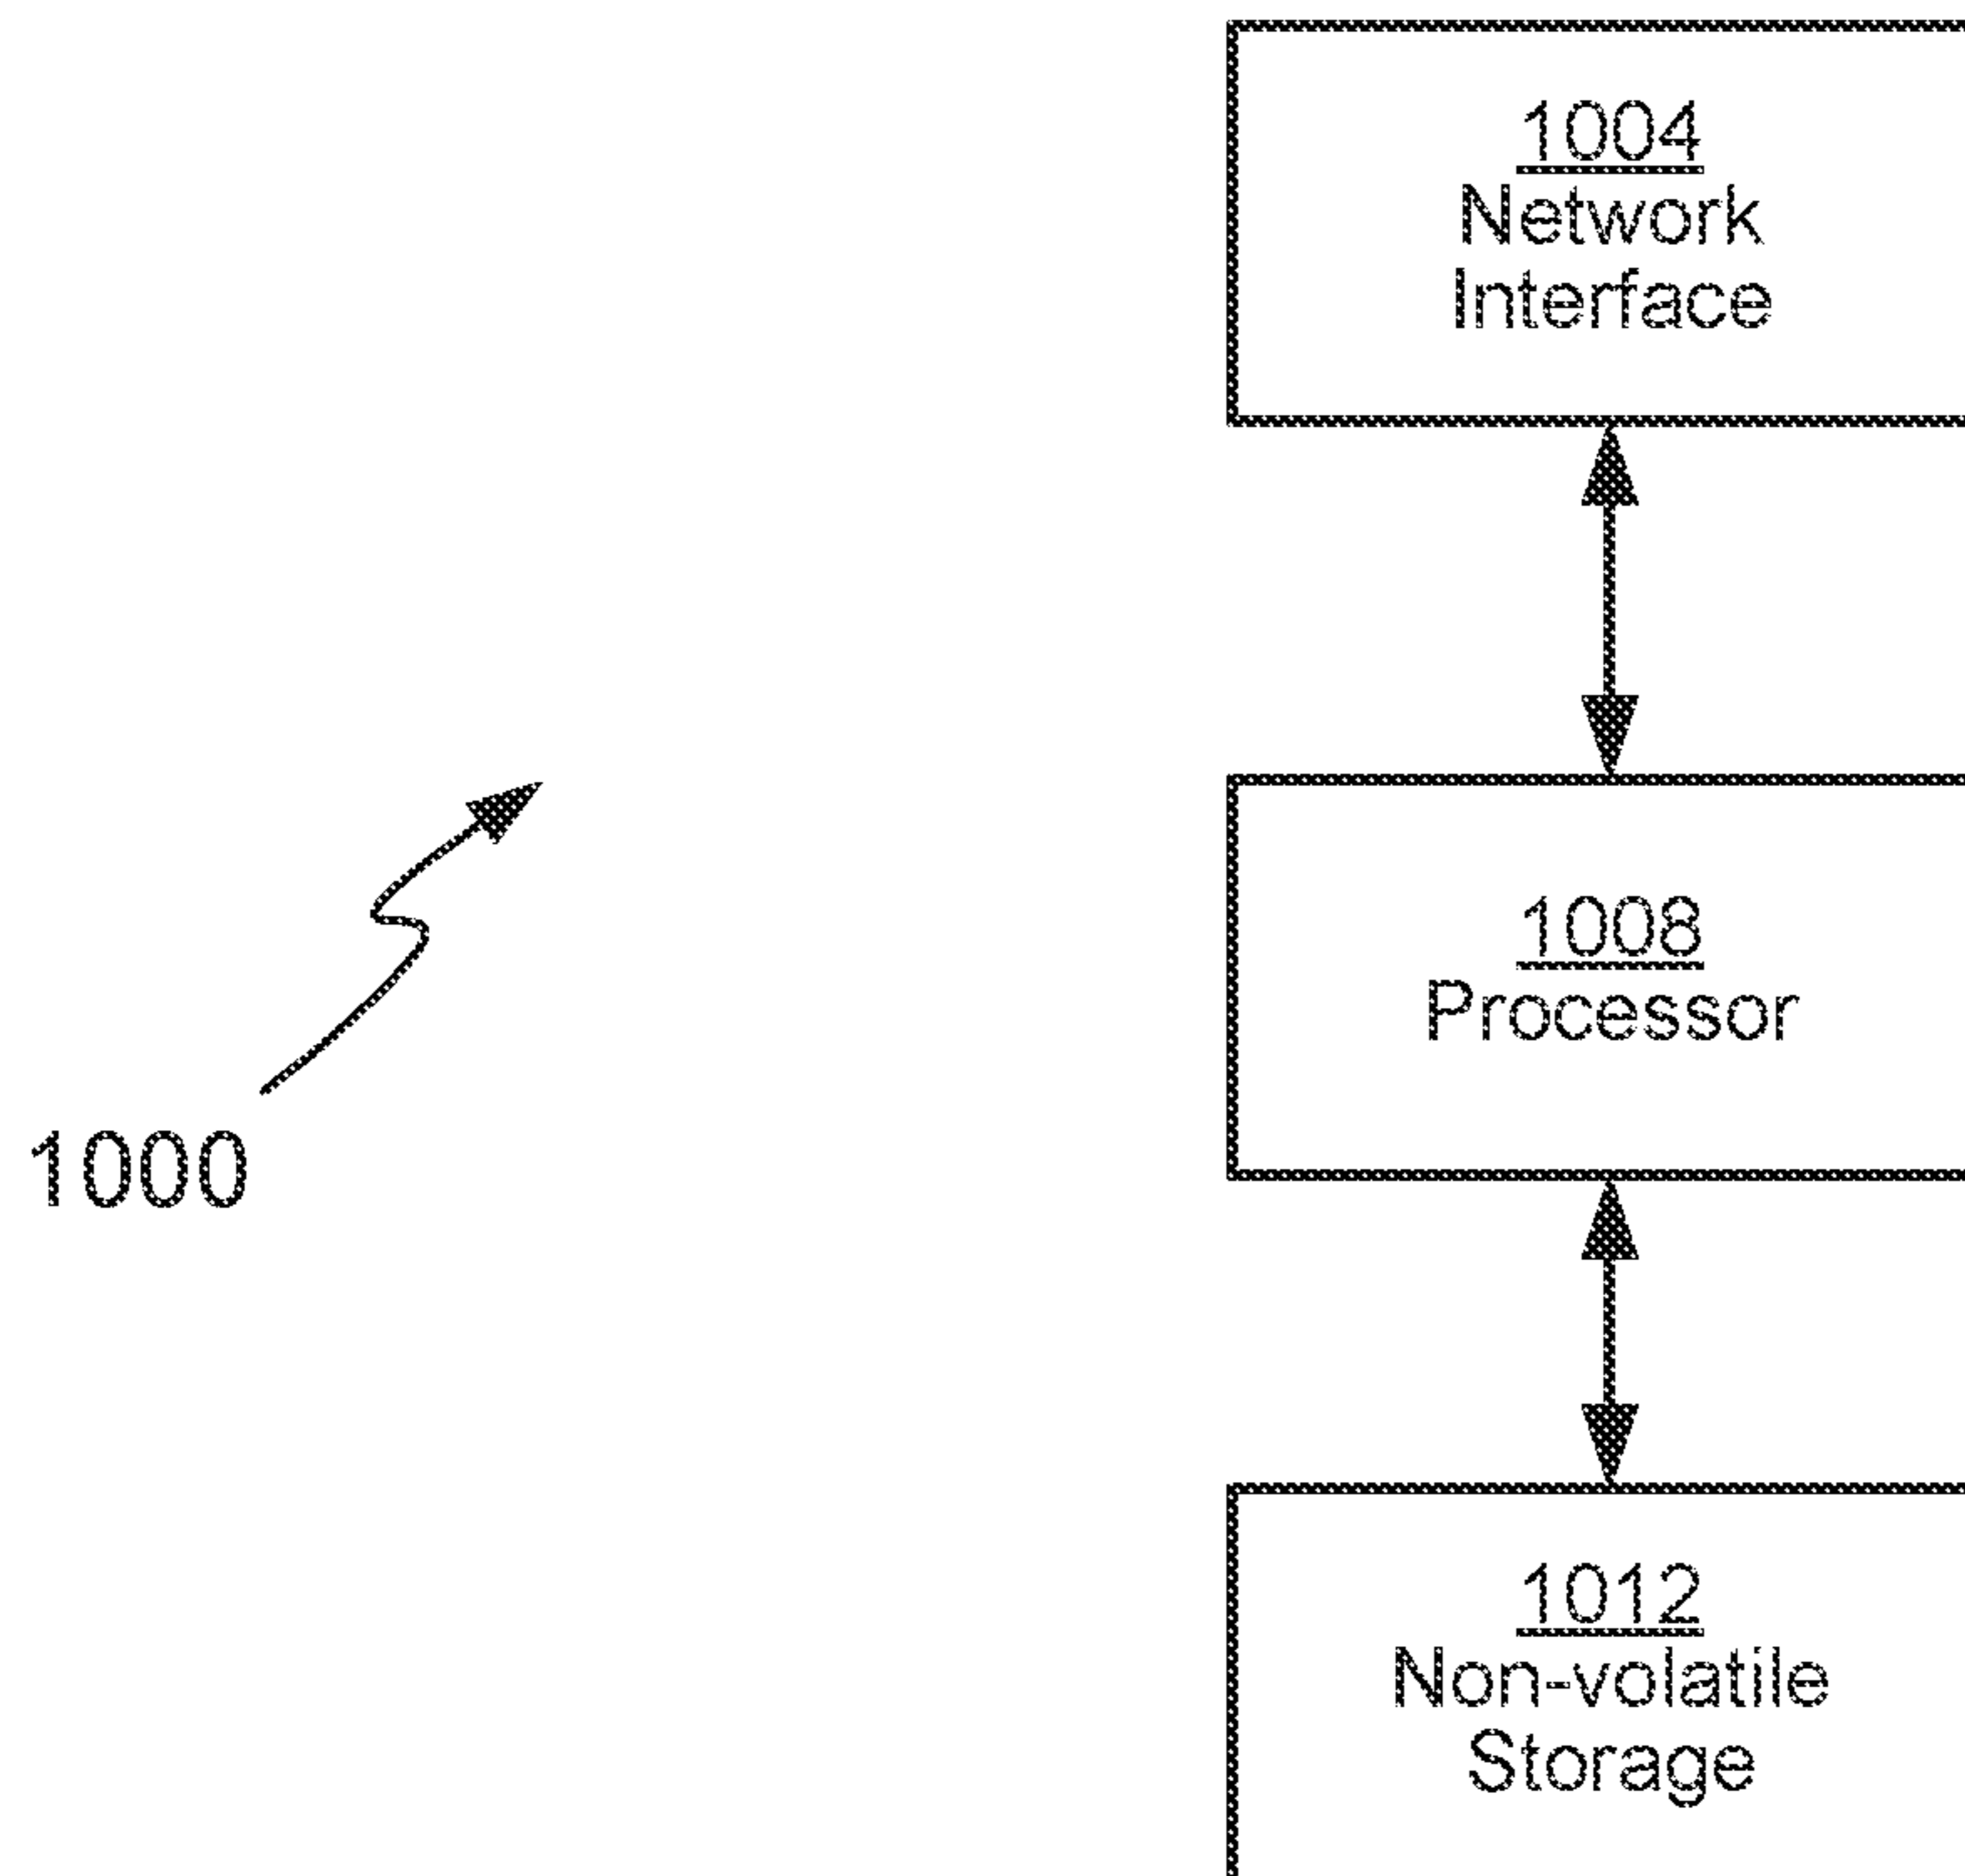 1004
Network
Interface
1008
Processor
1000
1012
Non-volatile
Storage